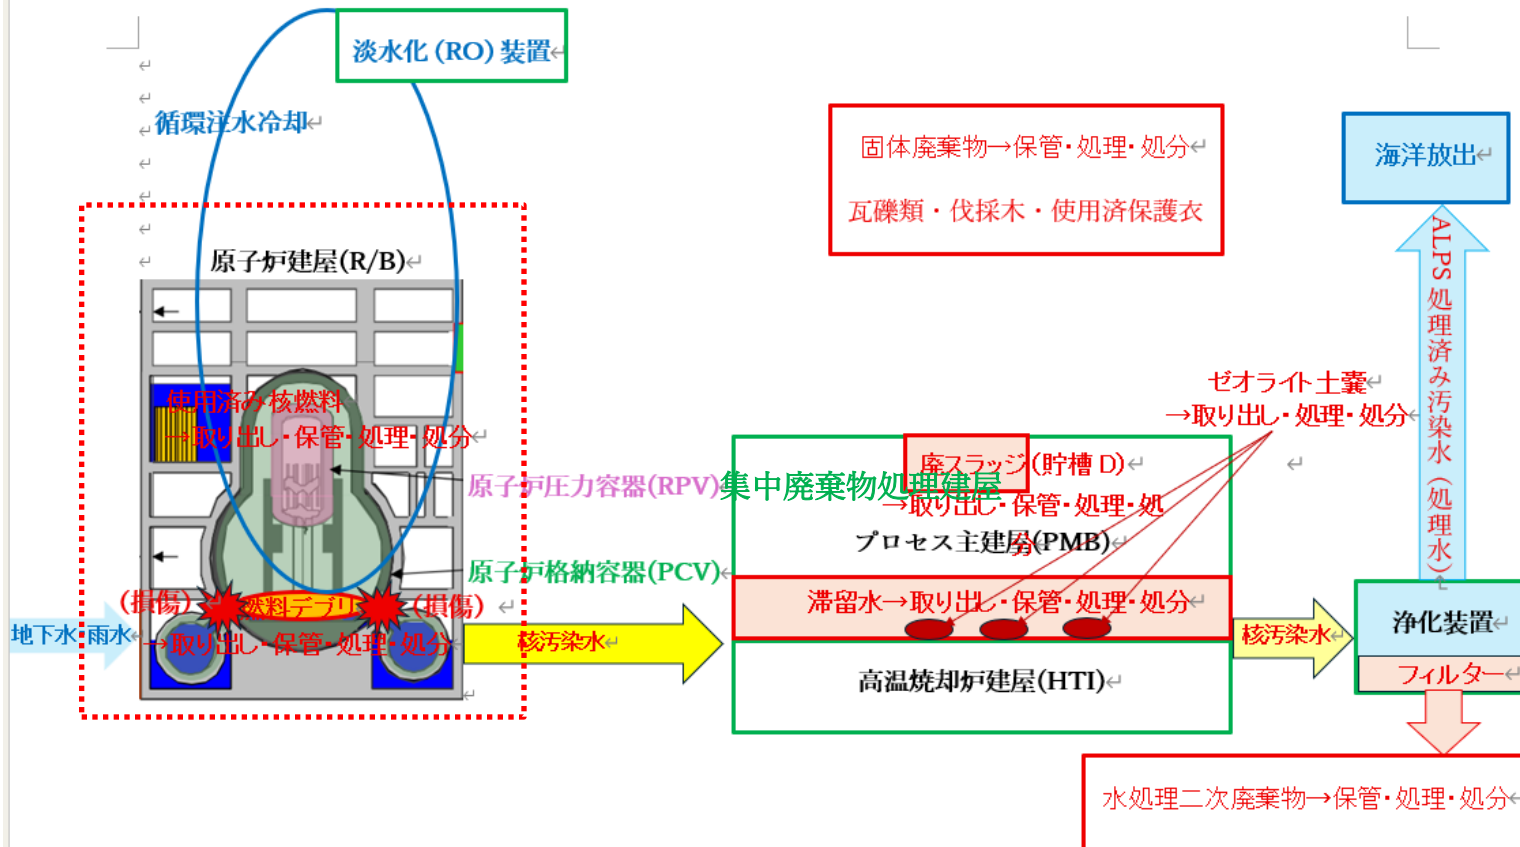 淡水化（RO）装置
循環注水冷却
固体廃棄物→保管・処理・処分
瓦礫類・伐採木・使用済保護衣
海洋放出
ALPS処理済み汚染水（処理水）
原子炉建屋(R/B)
使用済み核燃料
→取り出し・保管・処理・処分
ゼオライト土嚢
→取り出し・処理・処分
原子炉圧力容器(RPV)
廃スラッジ(貯槽D)
集中廃棄物処理建屋
→取り出し・保管・処理・処
分
プロセス主建屋(PMB)
原子炉格納容器(PCV)
（損傷）
燃料デブリ
（損傷）
→取り出し・保管・処理・処分
地下水・雨水
核汚染水
滞留水→取り出し・保管・処理・処分
高温焼却炉建屋(HTI)
核汚染水
浄化装置
フィルター
水処理二次廃棄物→保管・処理・処分